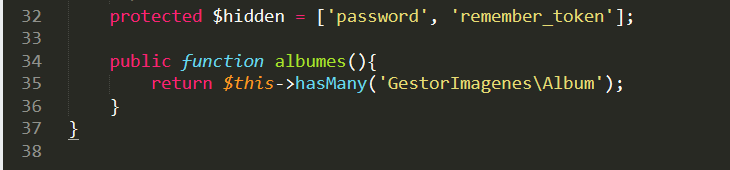 32 protected $hidden = ['password', 'remember_token'];
33
34 public function albumes(){
35 return $this->hasMany('GestorImagenes\Album');
36 }
37 }
38